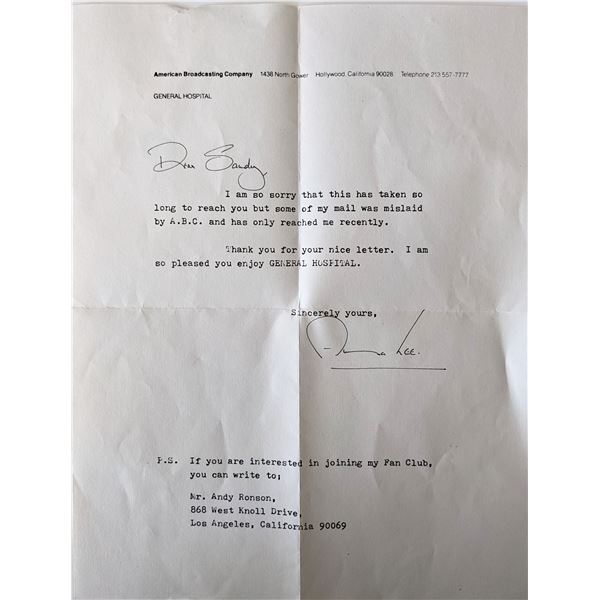 American Broadcasting Company 1438 North Gower Hollywood, California 90028 Telephone 213 557-7777
GENERAL HOSPITAL
Dear Sandy,
I am so sorry that this has taken so
long to reach you but some of my mail was mislaid
by A.B.C. and has only reached me recently.
Thank you for your nice letter. I am
so pleased you enjoy GENERAL HOSPITAL.
Sincerely yours,
Anna Lee.
P.S. If you are interested in joining my Fan Club,
you can write to;
Mr. Andy Ronson,
868 West Knoll Drive,
Los Angeles, California 90069